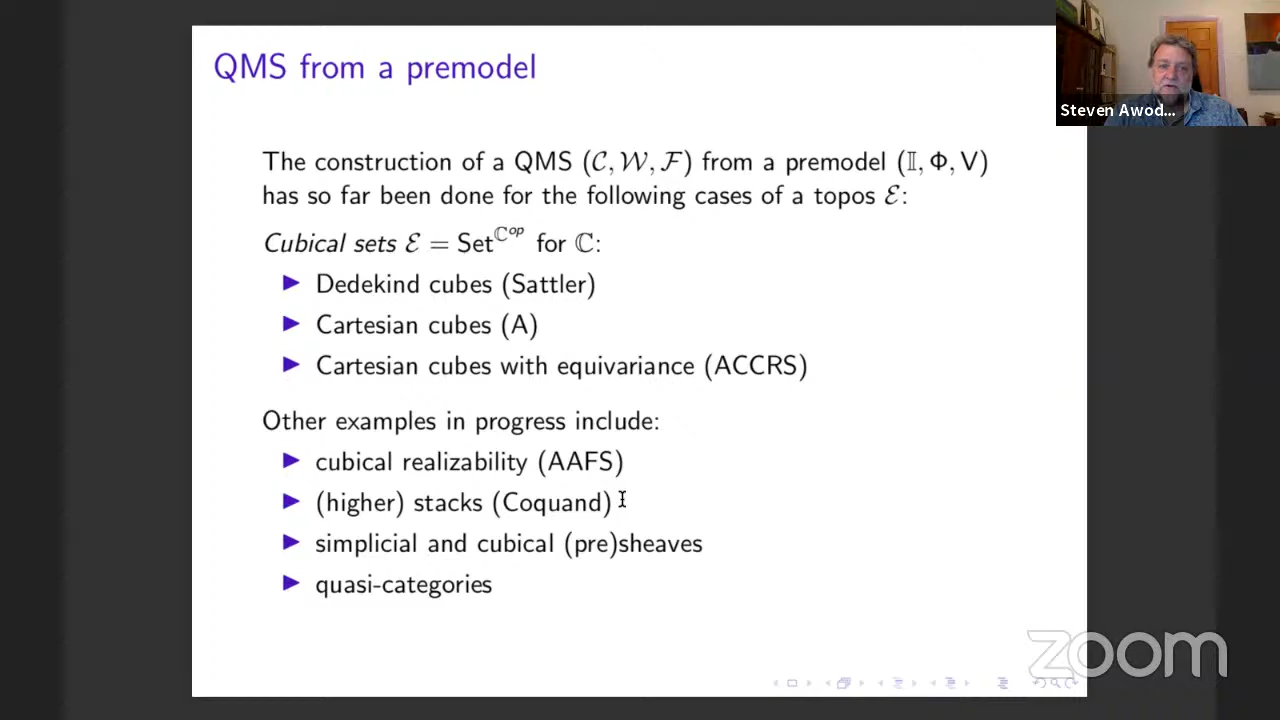 QMS from a premodel
Steven Awod...
The construction of a QMS (𝒞, 𝒲, ℱ) from a premodel (𝕀, Φ, V)
has so far been done for the following cases of a topos ℰ:
Cubical sets ℰ = Set^ℂ^op for ℂ:
▶ Dedekind cubes (Sattler)
▶ Cartesian cubes (A)
▶ Cartesian cubes with equivariance (ACCRS)
Other examples in progress include:
▶ cubical realizability (AAFS)
▶ (higher) stacks (Coquand)
▶ simplicial and cubical (pre)sheaves
▶ quasi-categories
zoom